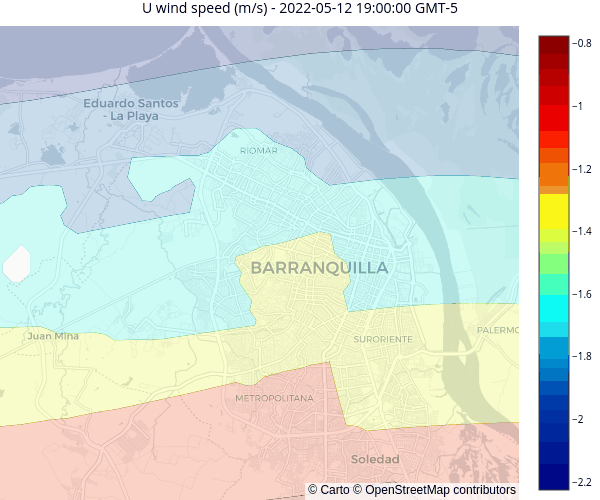 U wind speed (m/s) - 2022-05-12 19:00:00 GMT-5
−0.8
Eduardo Santos
- La Playa
−1
RIOMAR
−1.2
−1.4
BARRANQUILLA
−1.6
Juan Mina
SURORIENTE
PALERMO
−1.8
METROPOLITANA
−2
Soledad
−2.2
© Carto © OpenStreetMap contributors